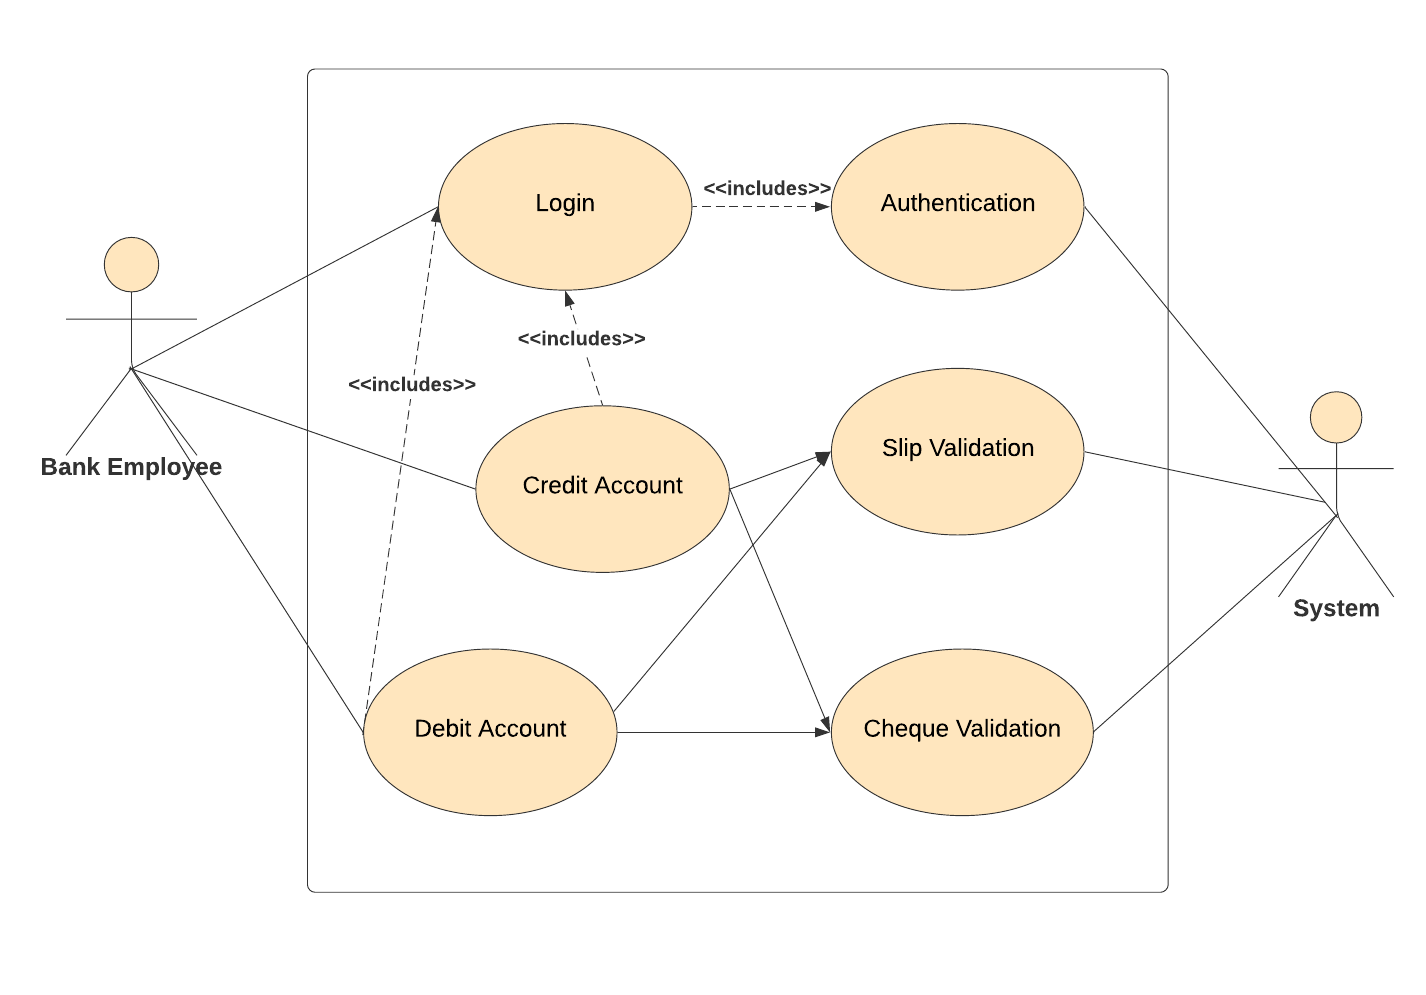 Login
<<includes>>
Authentication
<<includes>>
<<includes>>
Bank Employee
Credit Account
Slip Validation
System
Debit Account
Cheque Validation